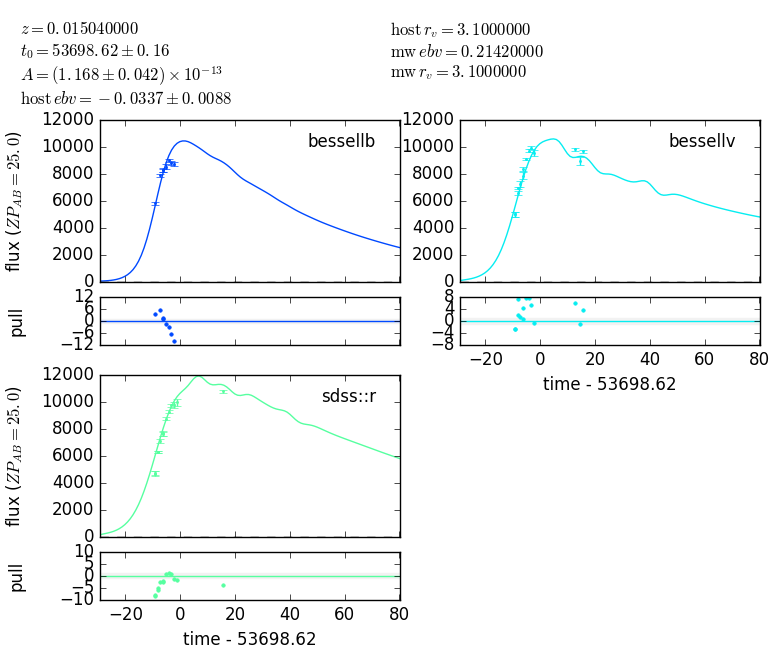 z = 0.015040000
t0 = 53698.62 ± 0.16
A = (1.168 ± 0.042) × 10^−13
host ebv = −0.0337 ± 0.0088
host r_v = 3.1000000
mw ebv = 0.21420000
mw r_v = 3.1000000
bessellb
12000
10000
8000
6000
4000
2000
0
flux (ZP_AB = 25.0)
12
6
0
−6
−12
pull
bessellv
12000
10000
8000
6000
4000
2000
0
8
4
0
−4
−8
−20 0 20 40 60 80
time - 53698.62
sdss::r
12000
10000
8000
6000
4000
2000
0
flux (ZP_AB = 25.0)
10
5
0
−5
−10
pull
−20 0 20 40 60 80
time - 53698.62